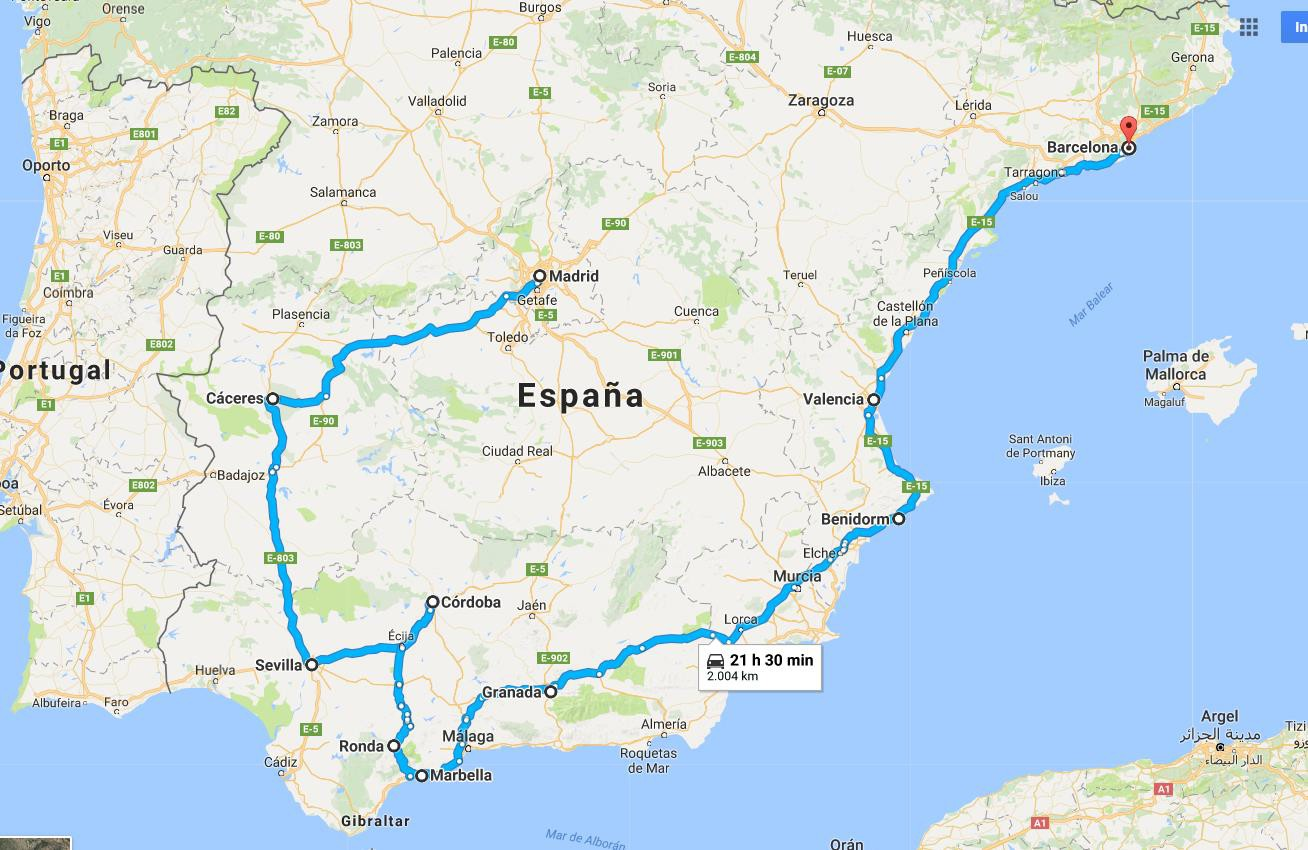 Orense
Burgos
Vigo
E-80
Huesca
E-15
In
Palencia
E-804
Gerona
E-07
Valladolid
E-5
Soria
Zaragoza
Lérida
E-15
Braga
E82
Zamora
E801
E1
Barcelona
Oporto
Tarragona
Salamanca
Salou
Viseu
E-80
E-803
E-90
E-15
Guarda
E1
Madrid
Teruel
Peñíscola
Coimbra
Getafe
Mar Balear
Figueira
da Foz
Plasencia
E-5
Cuenca
Castellón
de la Plana
E802
Toledo
E-901
Palma de
Mallorca
Portugal
España
Cáceres
Valencia
Magaluf
E1
E-90
E-903
E-15
Sant Antoni
de Portmany
Ciudad Real
Albacete
Badajoz
Ibiza
E802
E-15
Évora
Setúbal
Benidorm
Elche
E-803
E-5
Murcia
E1
Córdoba
Jaén
Lorca
Écija
E-902
21 h 30 min
2.004 km
Sevilla
Huelva
Granada
Albufeira
Faro
E-5
Almería
Argel
مدينة الجزائر
Tizi
الدار البيضاء
Ronda
Málaga
Roquetas
de Mar
Cádiz
Marbella
A1
Gibraltar
A1
Mar de Alborán
Orán